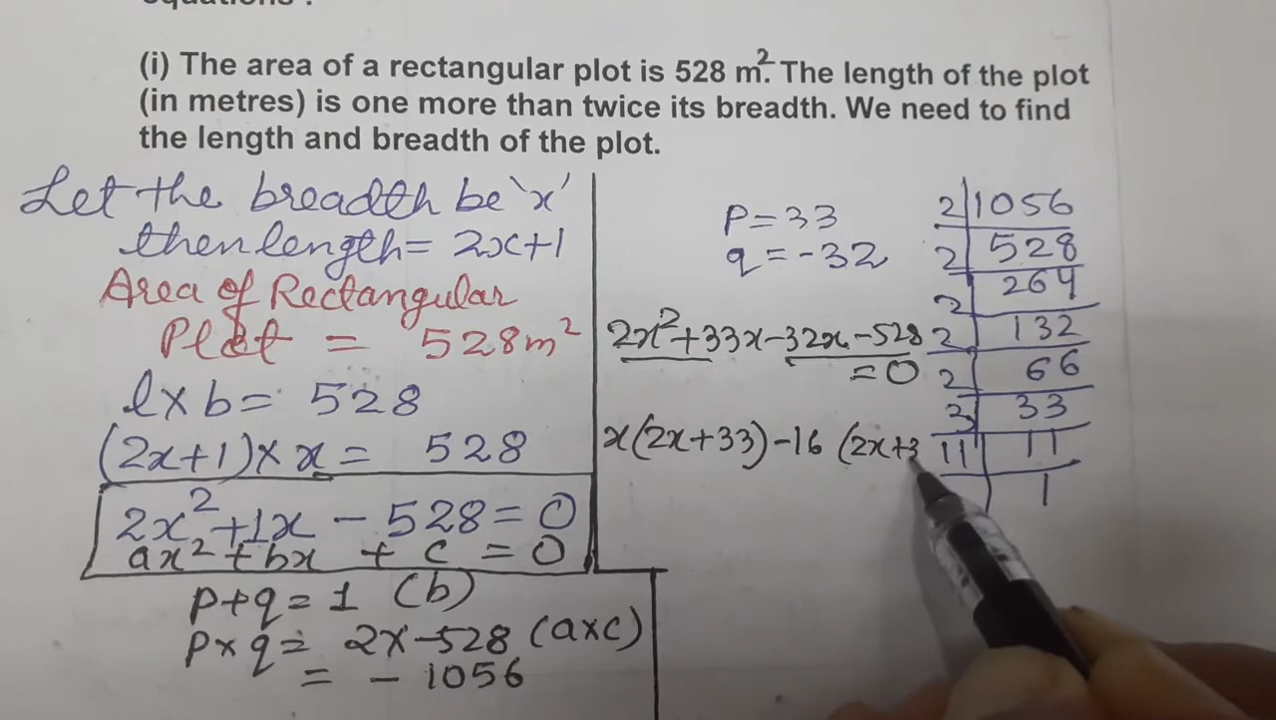 (i) The area of a rectangular plot is 528 m². The length of the plot
(in metres) is one more than twice its breadth. We need to find
the length and breadth of the plot.
Let the breadth be 'x'
then length = 2x+1
Area of Rectangular
Plot = 528m²
l x b = 528
(2x+1) x x = 528
2x²+1x - 528 = 0
ax² + bx + c = 0
p+q = 1 (b)
p x q = 2x-528 (axc)
= - 1056
P = 33
q = -32
2x²+33x-32x-528
= 0
x(2x+33)-16 (2x+3
2 1056
2 528
2 264
2 132
2 66
3 33
11 11
1